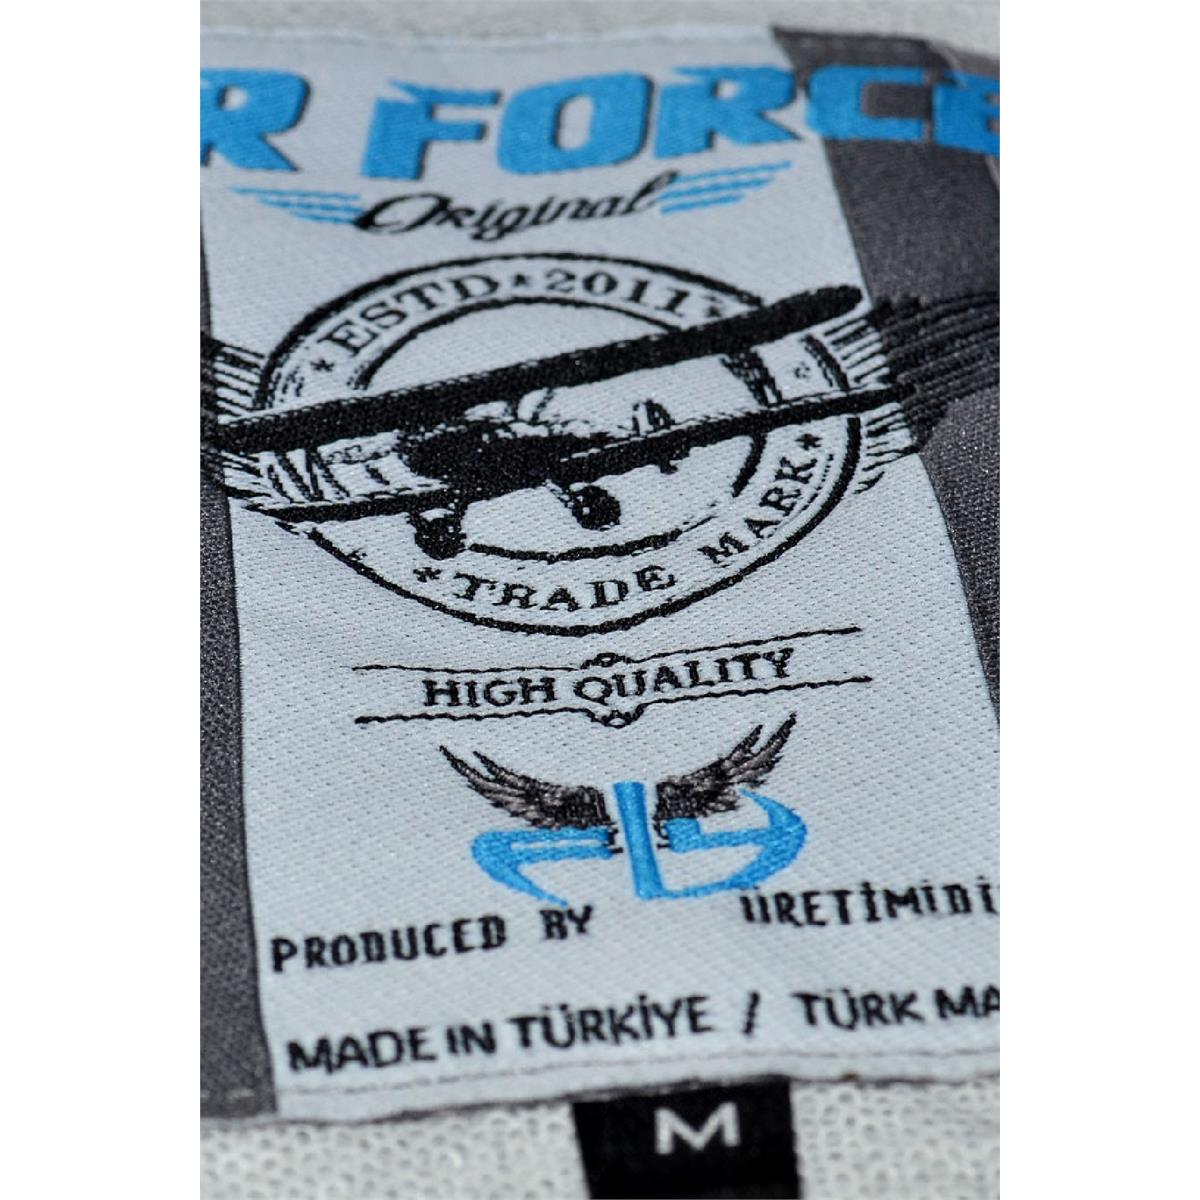 R FORCE
Original
ESTD★2011★
★TRADE MARK★
HIGH QUALITY
FLY
PRODUCED BY ÜRETİMİDİ
MADE IN TÜRKİYE / TÜRK MA
M